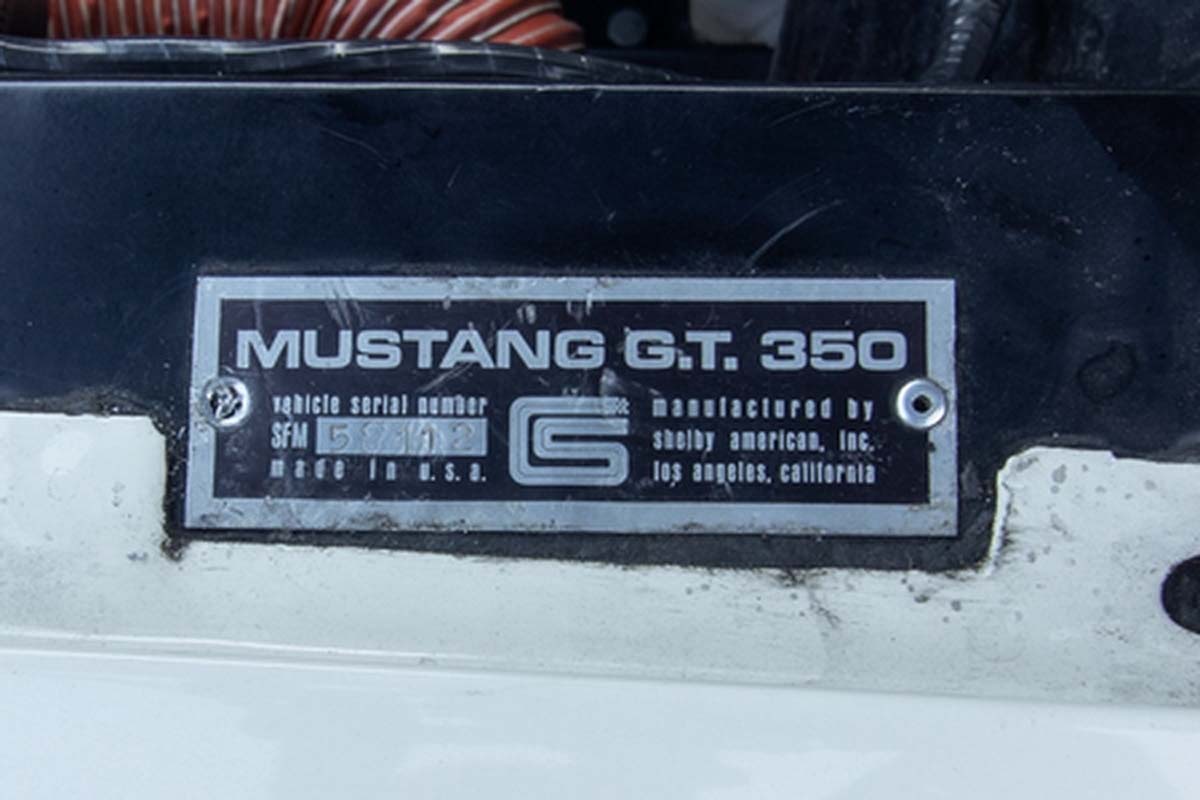 MUSTANG G.T. 350
vehicle serial number
SFM
made in u.s.a.
manufactured by
shelby american, inc.
los angeles, california